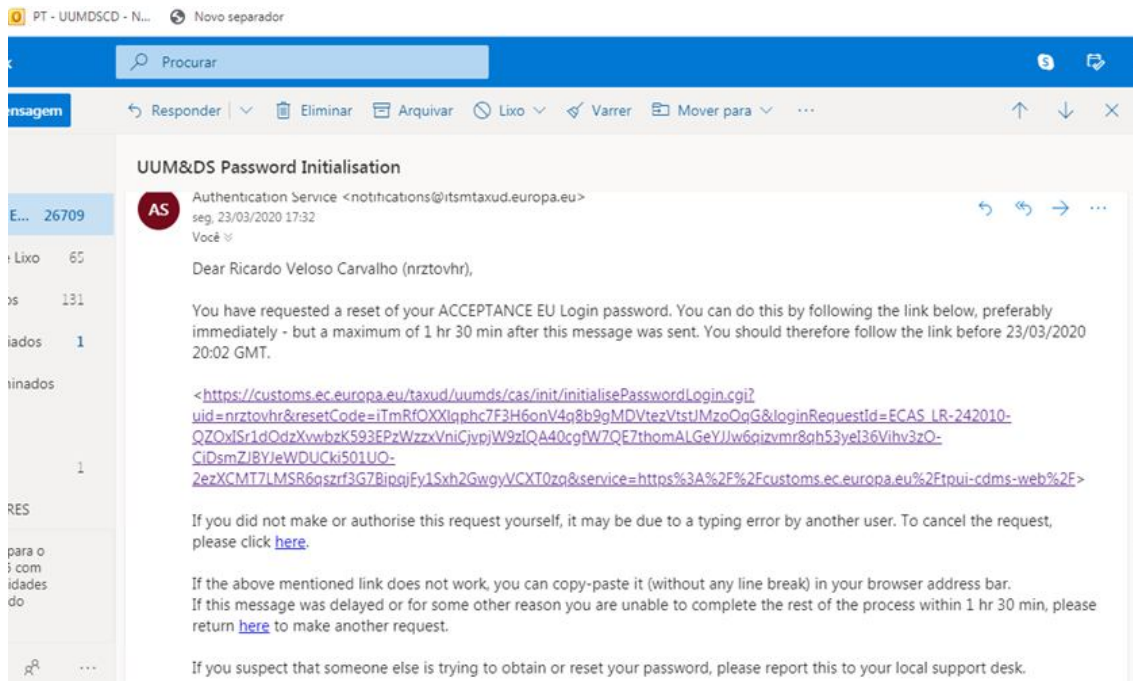 PT - UUMDSCD - N... Novo separador
Procurar
ensagem Responder Eliminar Arquivar Lixo Varrer Mover para ...
UUM&DS Password Initialisation
AS Authentication Service <notifications@itsmtaxud.europa.eu>
seg, 23/03/2020 17:32
Você
E... 26709
Lixo 65
os 131
iados 1
ninados
1
RES
para o
com
idades
do
Dear Ricardo Veloso Carvalho (nrztovhr),
You have requested a reset of your ACCEPTANCE EU Login password. You can do this by following the link below, preferably
immediately - but a maximum of 1 hr 30 min after this message was sent. You should therefore follow the link before 23/03/2020
20:02 GMT.
<https://customs.ec.europa.eu/taxud/uumds/cas/init/initialisePasswordLogin.cgi?
uid=nrztovhr&resetCode=iTmRfOXXIqphc7F3H6onV4q8b9gMDVtezVtstJMzoOqG&loginRequestId=ECAS_LR-242010-
QZOxISr1dOdzXvwbzK593EPzWzzxVniCjvpjW9zIQA40cgfW7QE7thomALGeYJJw6qizvmr8qh53yeI36Vihv3zO-
CiDsmZJBYJeWDUCki501UO-
2ezXCMT7LMSR6qszrf3G7BipqjFy1Sxh2GwgyVCXT0zq&service=https%3A%2F%2Fcustoms.ec.europa.eu%2Ftpui-cdms-web%2F>
If you did not make or authorise this request yourself, it may be due to a typing error by another user. To cancel the request,
please click here.
If the above mentioned link does not work, you can copy-paste it (without any line break) in your browser address bar.
If this message was delayed or for some other reason you are unable to complete the rest of the process within 1 hr 30 min, please
return here to make another request.
If you suspect that someone else is trying to obtain or reset your password, please report this to your local support desk.